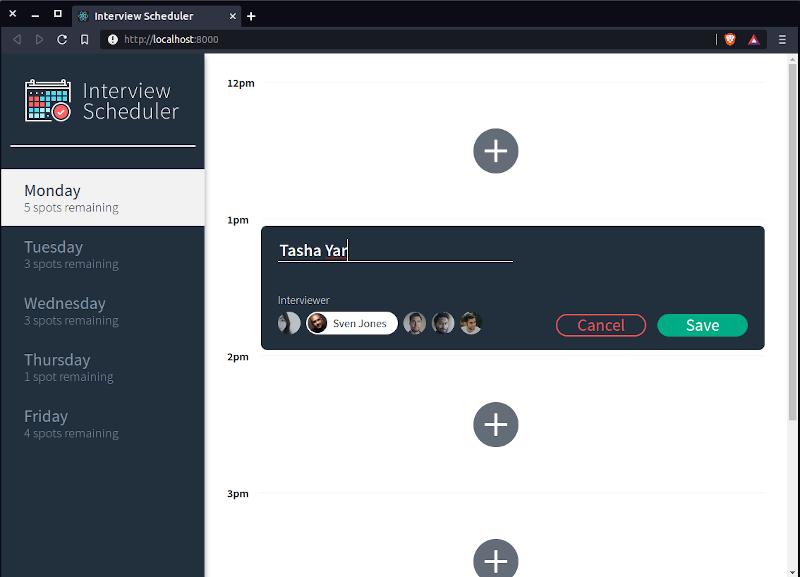 Interview Scheduler
http://localhost:8000
Interview
Scheduler
Monday
5 spots remaining
Tuesday
3 spots remaining
Wednesday
3 spots remaining
Thursday
1 spot remaining
Friday
4 spots remaining
12pm
1pm
Tasha Yar
Interviewer
Sven Jones
Cancel
Save
2pm
3pm